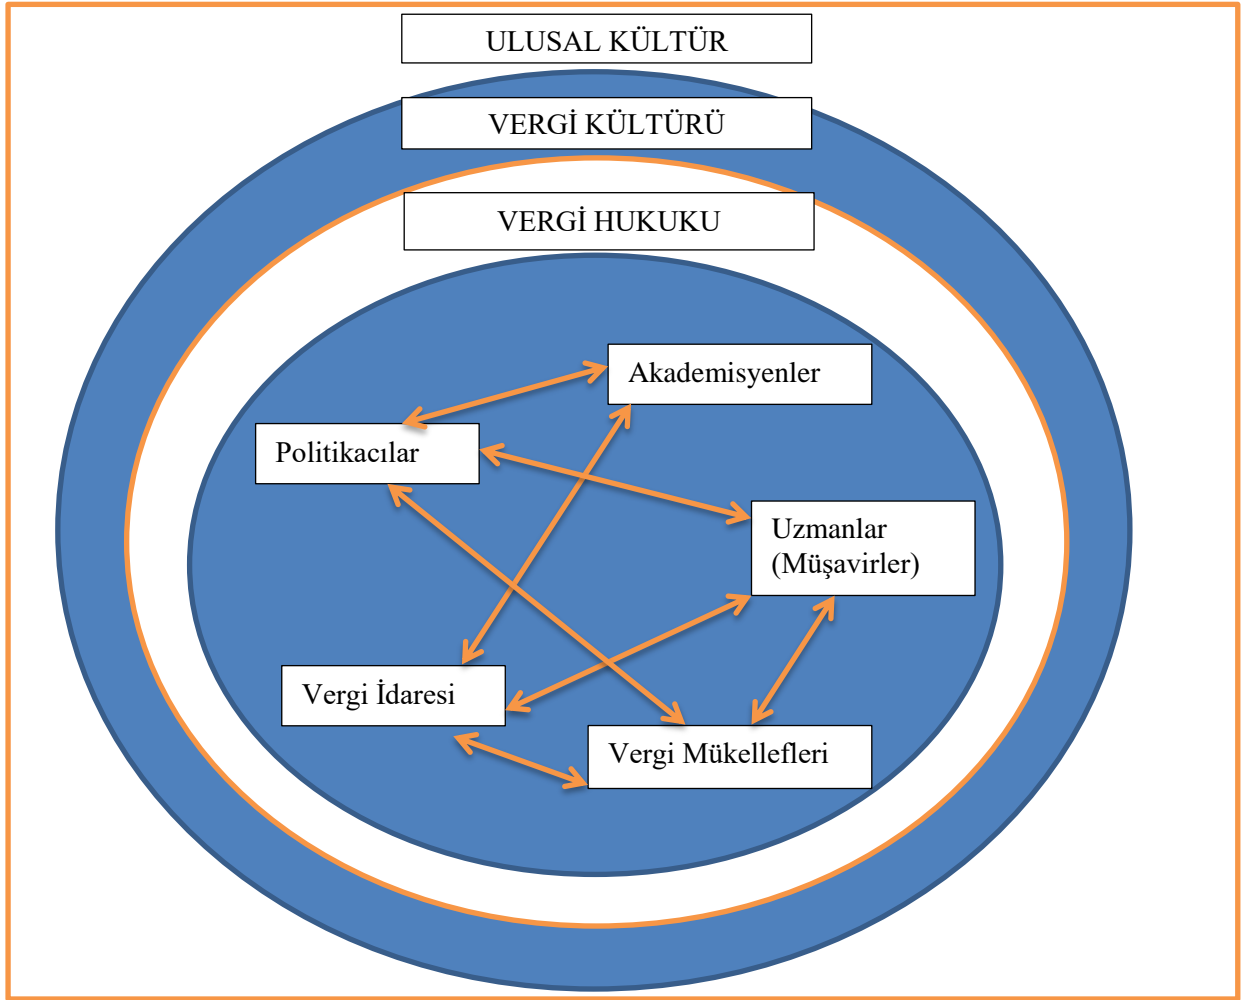 ULUSAL KÜLTÜR
VERGİ KÜLTÜRÜ
VERGİ HUKUKU
Akademisyenler
Politikacılar
Uzmanlar
(Müşavirler)
Vergi İdaresi
Vergi Mükellefleri